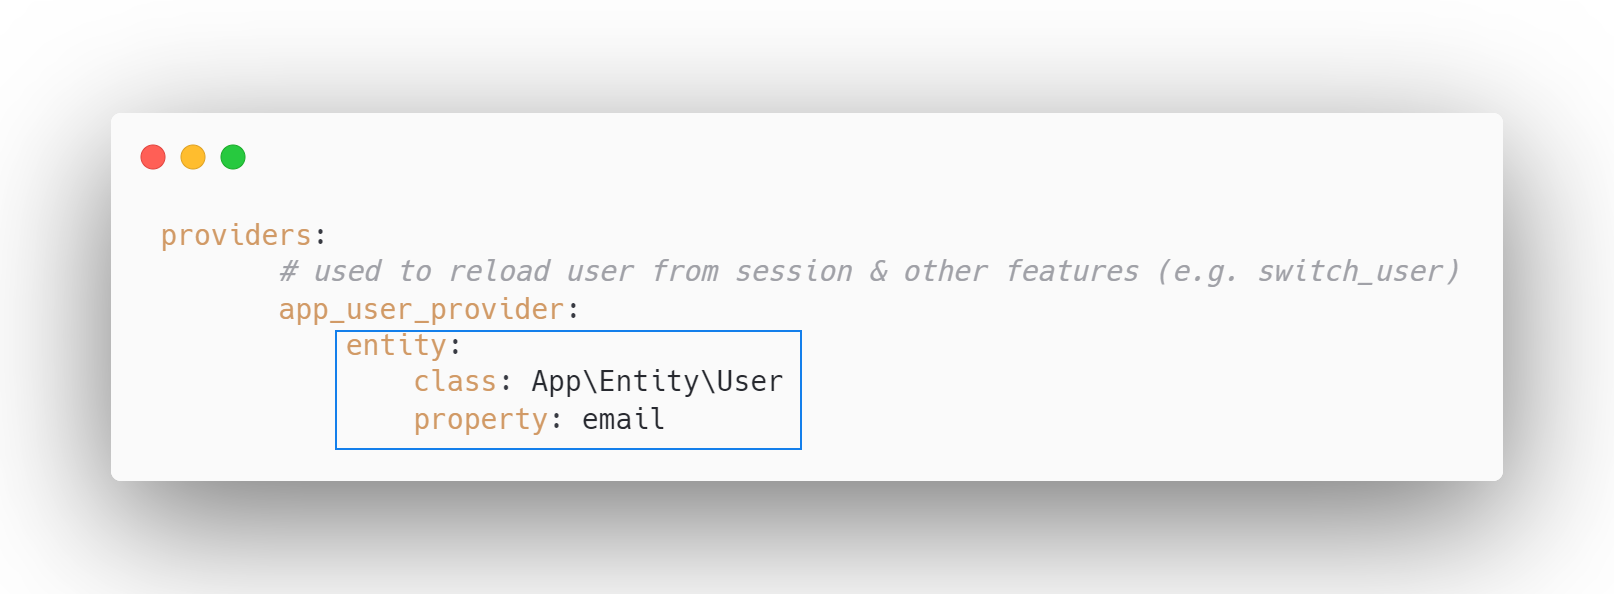 providers:
# used to reload user from session & other features (e.g. switch_user)
app_user_provider:
entity:
class: App\Entity\User
property: email